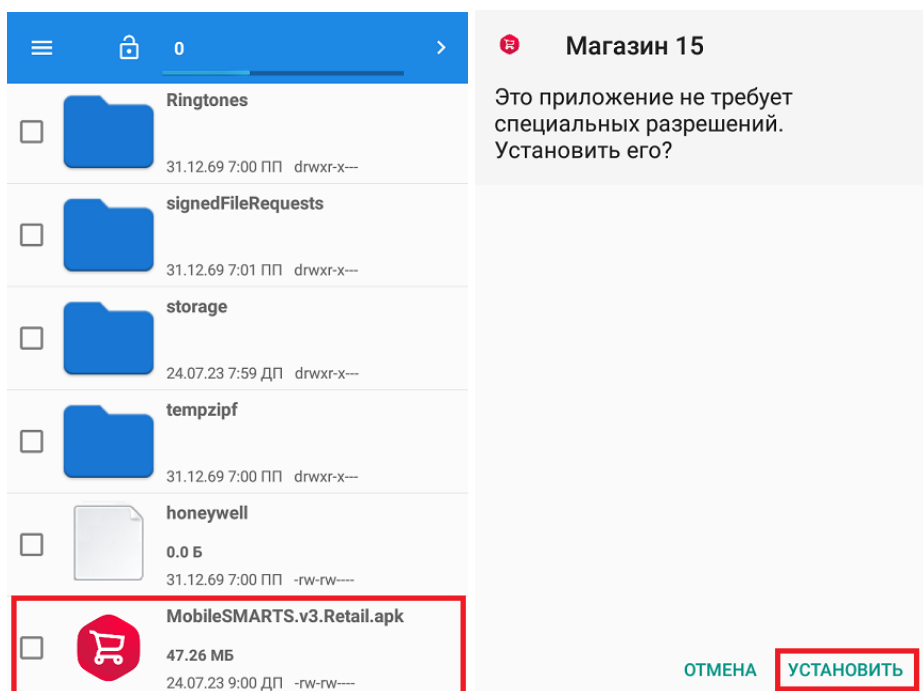 0
Ringtones
31.12.69 7:00 ПП drwxr-x---
signedFileRequests
31.12.69 7:01 ПП drwxr-x---
storage
24.07.23 7:59 ДП drwxr-x---
tempzipf
31.12.69 7:00 ПП drwxr-x---
honeywell
0.0 Б
31.12.69 7:00 ПП -rw-rw----
MobileSMARTS.v3.Retail.apk
47.26 МБ
24.07.23 9:00 ДП -rw-rw----
Магазин 15
Это приложение не требует
специальных разрешений.
Установить его?
ОТМЕНА УСТАНОВИТЬ